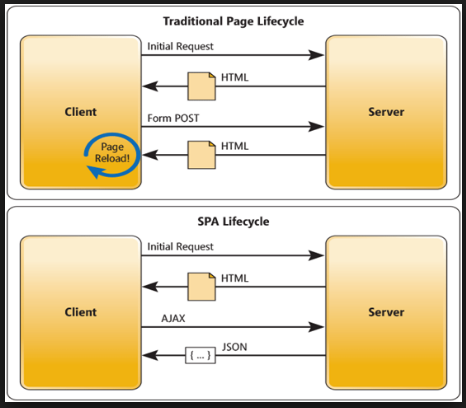 Traditional Page Lifecycle
Initial Request
HTML
Client
Server
Form POST
Page
Reload!
HTML
SPA Lifecycle
Initial Request
HTML
Client
Server
AJAX
JSON
{ ... }